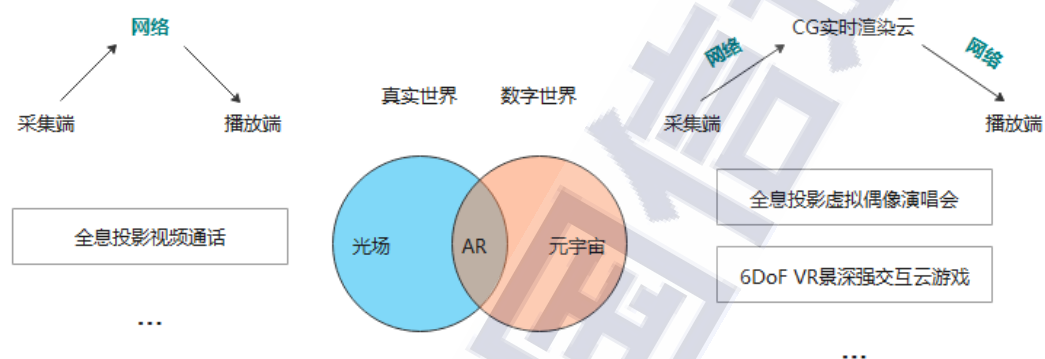 网络
采集端
播放端
全息投影视频通话
...
真实世界
数字世界
光场
AR
元宇宙
CG实时渲染云
网络
网络
采集端
播放端
全息投影虚拟偶像演唱会
6DoF VR景深强交互云游戏
...